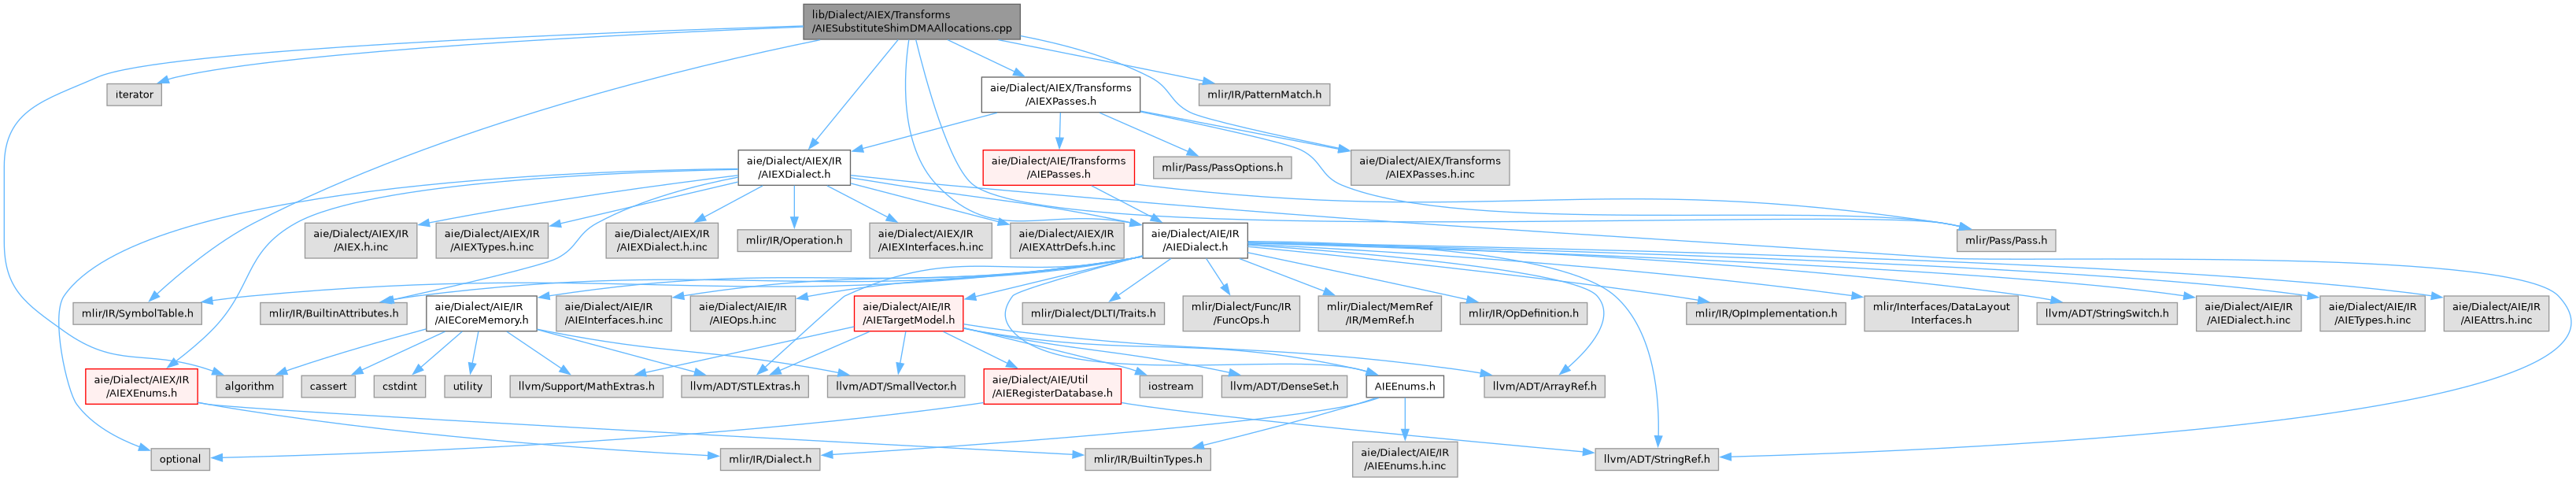 lib/Dialect/AIEX/Transforms
/AIESubstituteShimDMAAllocations.cpp
iterator
aie/Dialect/AIEX/Transforms
/AIEXPasses.h
mlir/IR/PatternMatch.h
aie/Dialect/AIEX/IR
/AIEXDialect.h
aie/Dialect/AIE/Transforms
/AIEPasses.h
mlir/Pass/PassOptions.h
aie/Dialect/AIEX/Transforms
/AIEXPasses.h.inc
aie/Dialect/AIEX/IR
/AIEX.h.inc
aie/Dialect/AIEX/IR
/AIEXTypes.h.inc
aie/Dialect/AIEX/IR
/AIEXDialect.h.inc
mlir/IR/Operation.h
aie/Dialect/AIEX/IR
/AIEXInterfaces.h.inc
aie/Dialect/AIEX/IR
/AIEXAttrDefs.h.inc
aie/Dialect/AIE/IR
/AIEDialect.h
mlir/Pass/Pass.h
mlir/IR/SymbolTable.h
mlir/IR/BuiltinAttributes.h
aie/Dialect/AIE/IR
/AIECoreMemory.h
aie/Dialect/AIE/IR
/AIEInterfaces.h.inc
aie/Dialect/AIE/IR
/AIEOps.h.inc
aie/Dialect/AIE/IR
/AIETargetModel.h
mlir/Dialect/DLTI/Traits.h
mlir/Dialect/Func/IR
/FuncOps.h
mlir/Dialect/MemRef
/IR/MemRef.h
mlir/IR/OpDefinition.h
mlir/IR/OpImplementation.h
mlir/Interfaces/DataLayout
Interfaces.h
llvm/ADT/StringSwitch.h
aie/Dialect/AIE/IR
/AIEDialect.h.inc
aie/Dialect/AIE/IR
/AIETypes.h.inc
aie/Dialect/AIE/IR
/AIEAttrs.h.inc
aie/Dialect/AIEX/IR
/AIEXEnums.h
algorithm
cassert
cstdint
utility
llvm/Support/MathExtras.h
llvm/ADT/STLExtras.h
llvm/ADT/SmallVector.h
aie/Dialect/AIE/Util
/AIERegisterDatabase.h
iostream
llvm/ADT/DenseSet.h
AIEEnums.h
llvm/ADT/ArrayRef.h
optional
mlir/IR/Dialect.h
mlir/IR/BuiltinTypes.h
aie/Dialect/AIE/IR
/AIEEnums.h.inc
llvm/ADT/StringRef.h